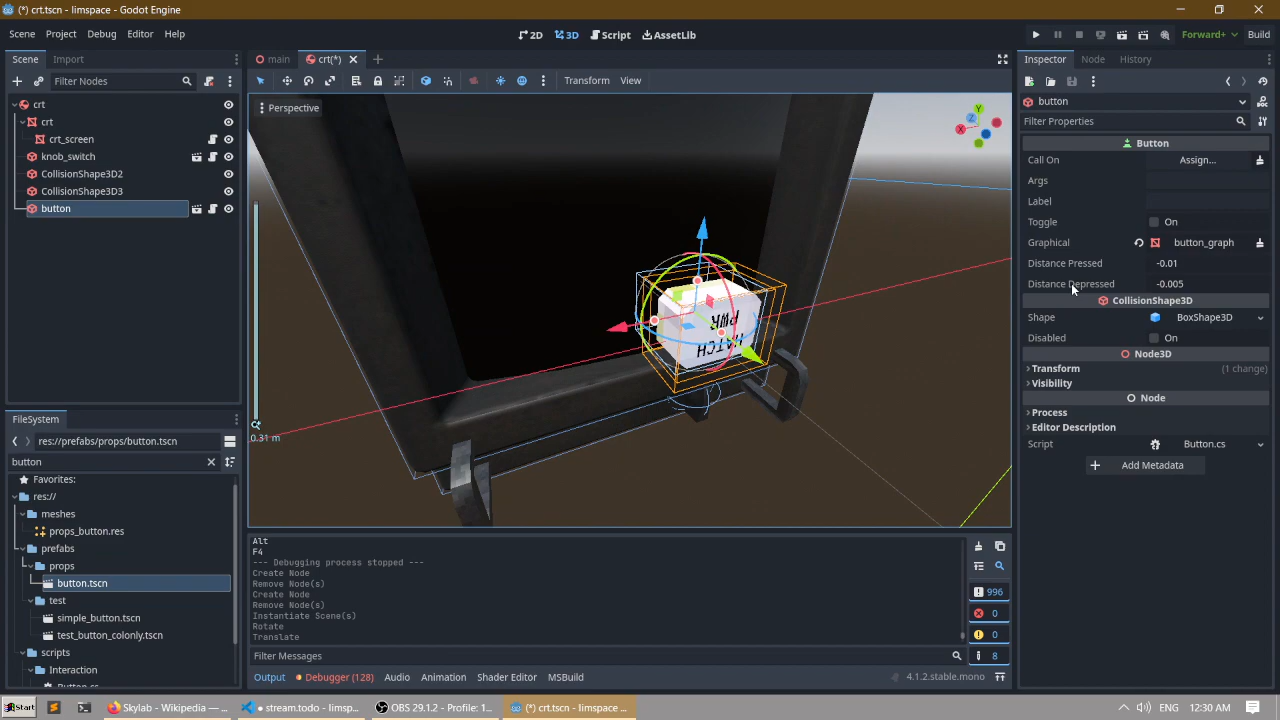 (*) crt.tscn - limspace - Godot Engine
Scene Project Debug Editor Help
2D 3D Script AssetLib
Forward+ Build
Scene Import
main crt(*)
Inspector Node History
Filter Nodes
Transform View
button
Filter Properties
Perspective
Y
Z
X
crt
crt
crt_screen
knob_switch
CollisionShape3D2
CollisionShape3D3
button
Button
Call On Assign...
Args
Label
Toggle On
Graphical button_graph
Distance Pressed -0.01
Distance Depressed -0.005
CollisionShape3D
Shape BoxShape3D
Disabled On
Node3D
Transform (1 change)
Visibility
Node
Process
Editor Description
Script Button.cs
Add Metadata
PWR
HATCH
0.31 m
FileSystem
res://prefabs/props/button.tscn
button
Favorites:
res://
meshes
props_button.res
prefabs
props
button.tscn
test
simple_button.tscn
test_button_colonly.tscn
scripts
Interaction
Button.cs
Alt
F4
--- Debugging process stopped ---
Create Node
Remove Node(s)
Create Node
Remove Node(s)
Instantiate Scene(s)
Rotate
Translate
996
0
0
8
Filter Messages
Output Debugger (128) Audio Animation Shader Editor MSBuild
4.1.2.stable.mono
Start
Skylab - Wikipedia — ...
stream.todo - limsp...
OBS 29.1.2 - Profile: 1...
(*) crt.tscn - limspace ...
ENG 12:30 AM